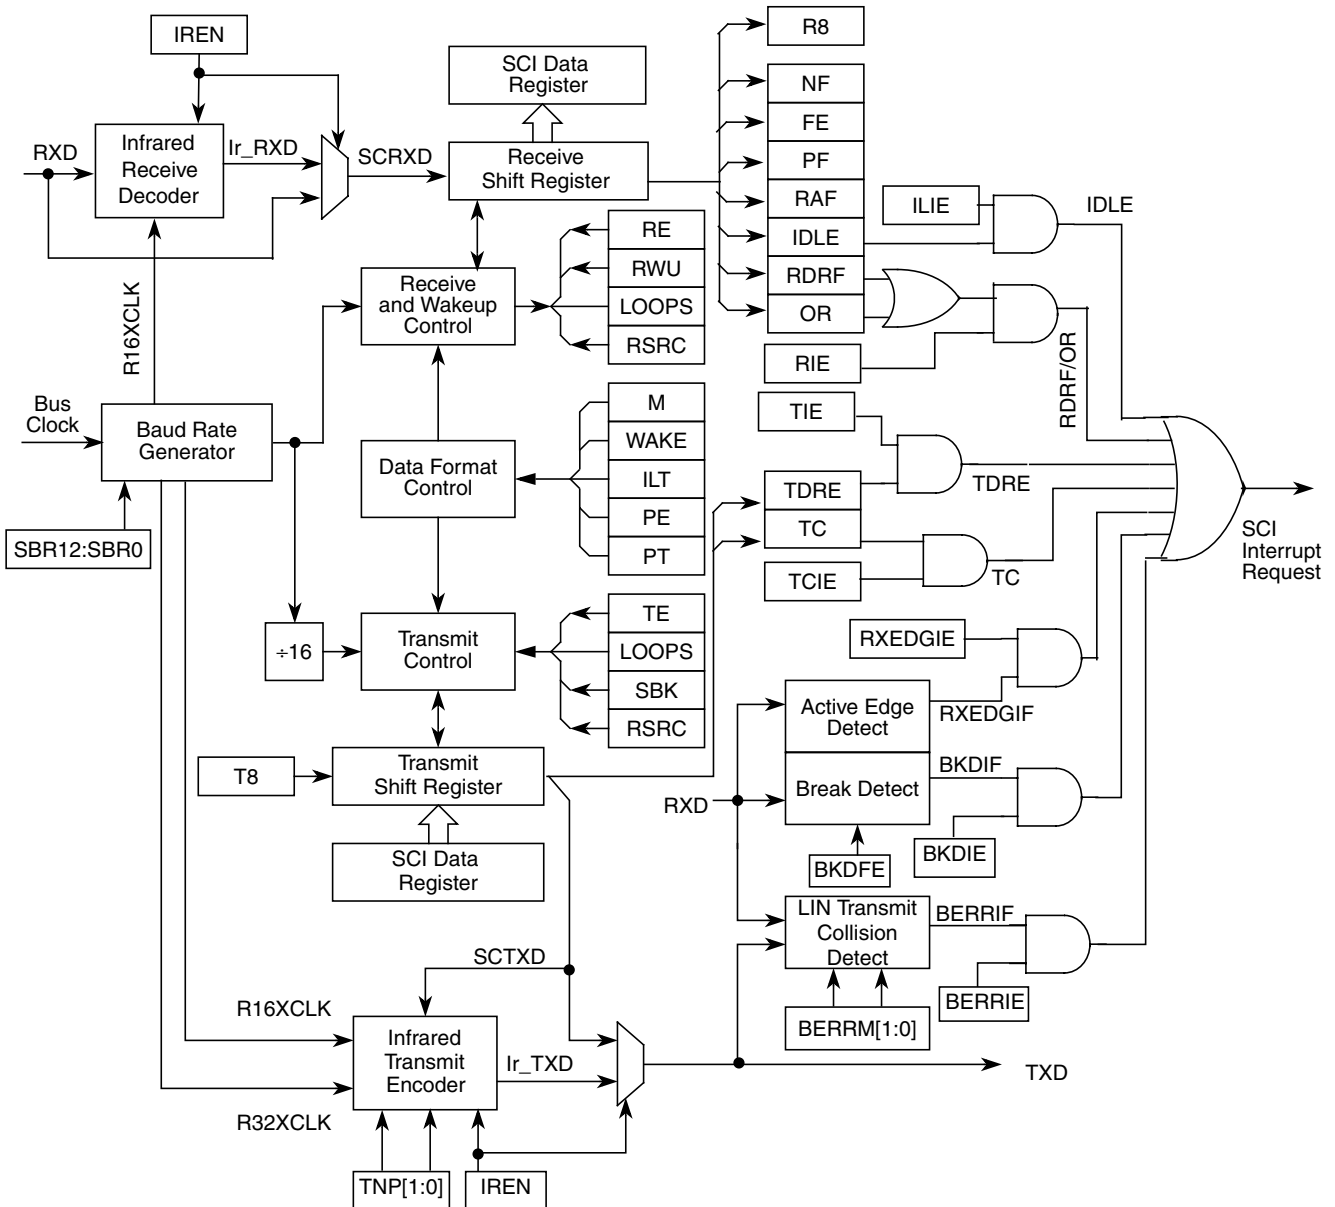 IREN
SCI Data
Register
R8
NF
FE
PF
RAF
IDLE
RDRF
OR
RXD
Infrared
Receive
Decoder
Ir_RXD
SCRXD
Receive
Shift Register
ILIE
IDLE
RE
RWU
LOOPS
RSRC
Receive
and Wakeup
Control
R16XCLK
RIE
RDRF/OR
Bus
Clock
Baud Rate
Generator
M
WAKE
ILT
PE
PT
Data Format
Control
TIE
TDRE
TC
TCIE
TDRE
TC
SCI
Interrupt
Request
SBR12:SBR0
÷16
Transmit
Control
TE
LOOPS
SBK
RSRC
RXEDGIE
Active Edge
Detect
RXEDGIF
T8
Transmit
Shift Register
RXD
Break Detect
BKDIF
BKDIE
BKDFE
SCI Data
Register
LIN Transmit
Collision
Detect
BERRIF
BERRIE
BERRM[1:0]
SCTXD
R16XCLK
Infrared
Transmit
Encoder
Ir_TXD
TXD
R32XCLK
TNP[1:0]
IREN